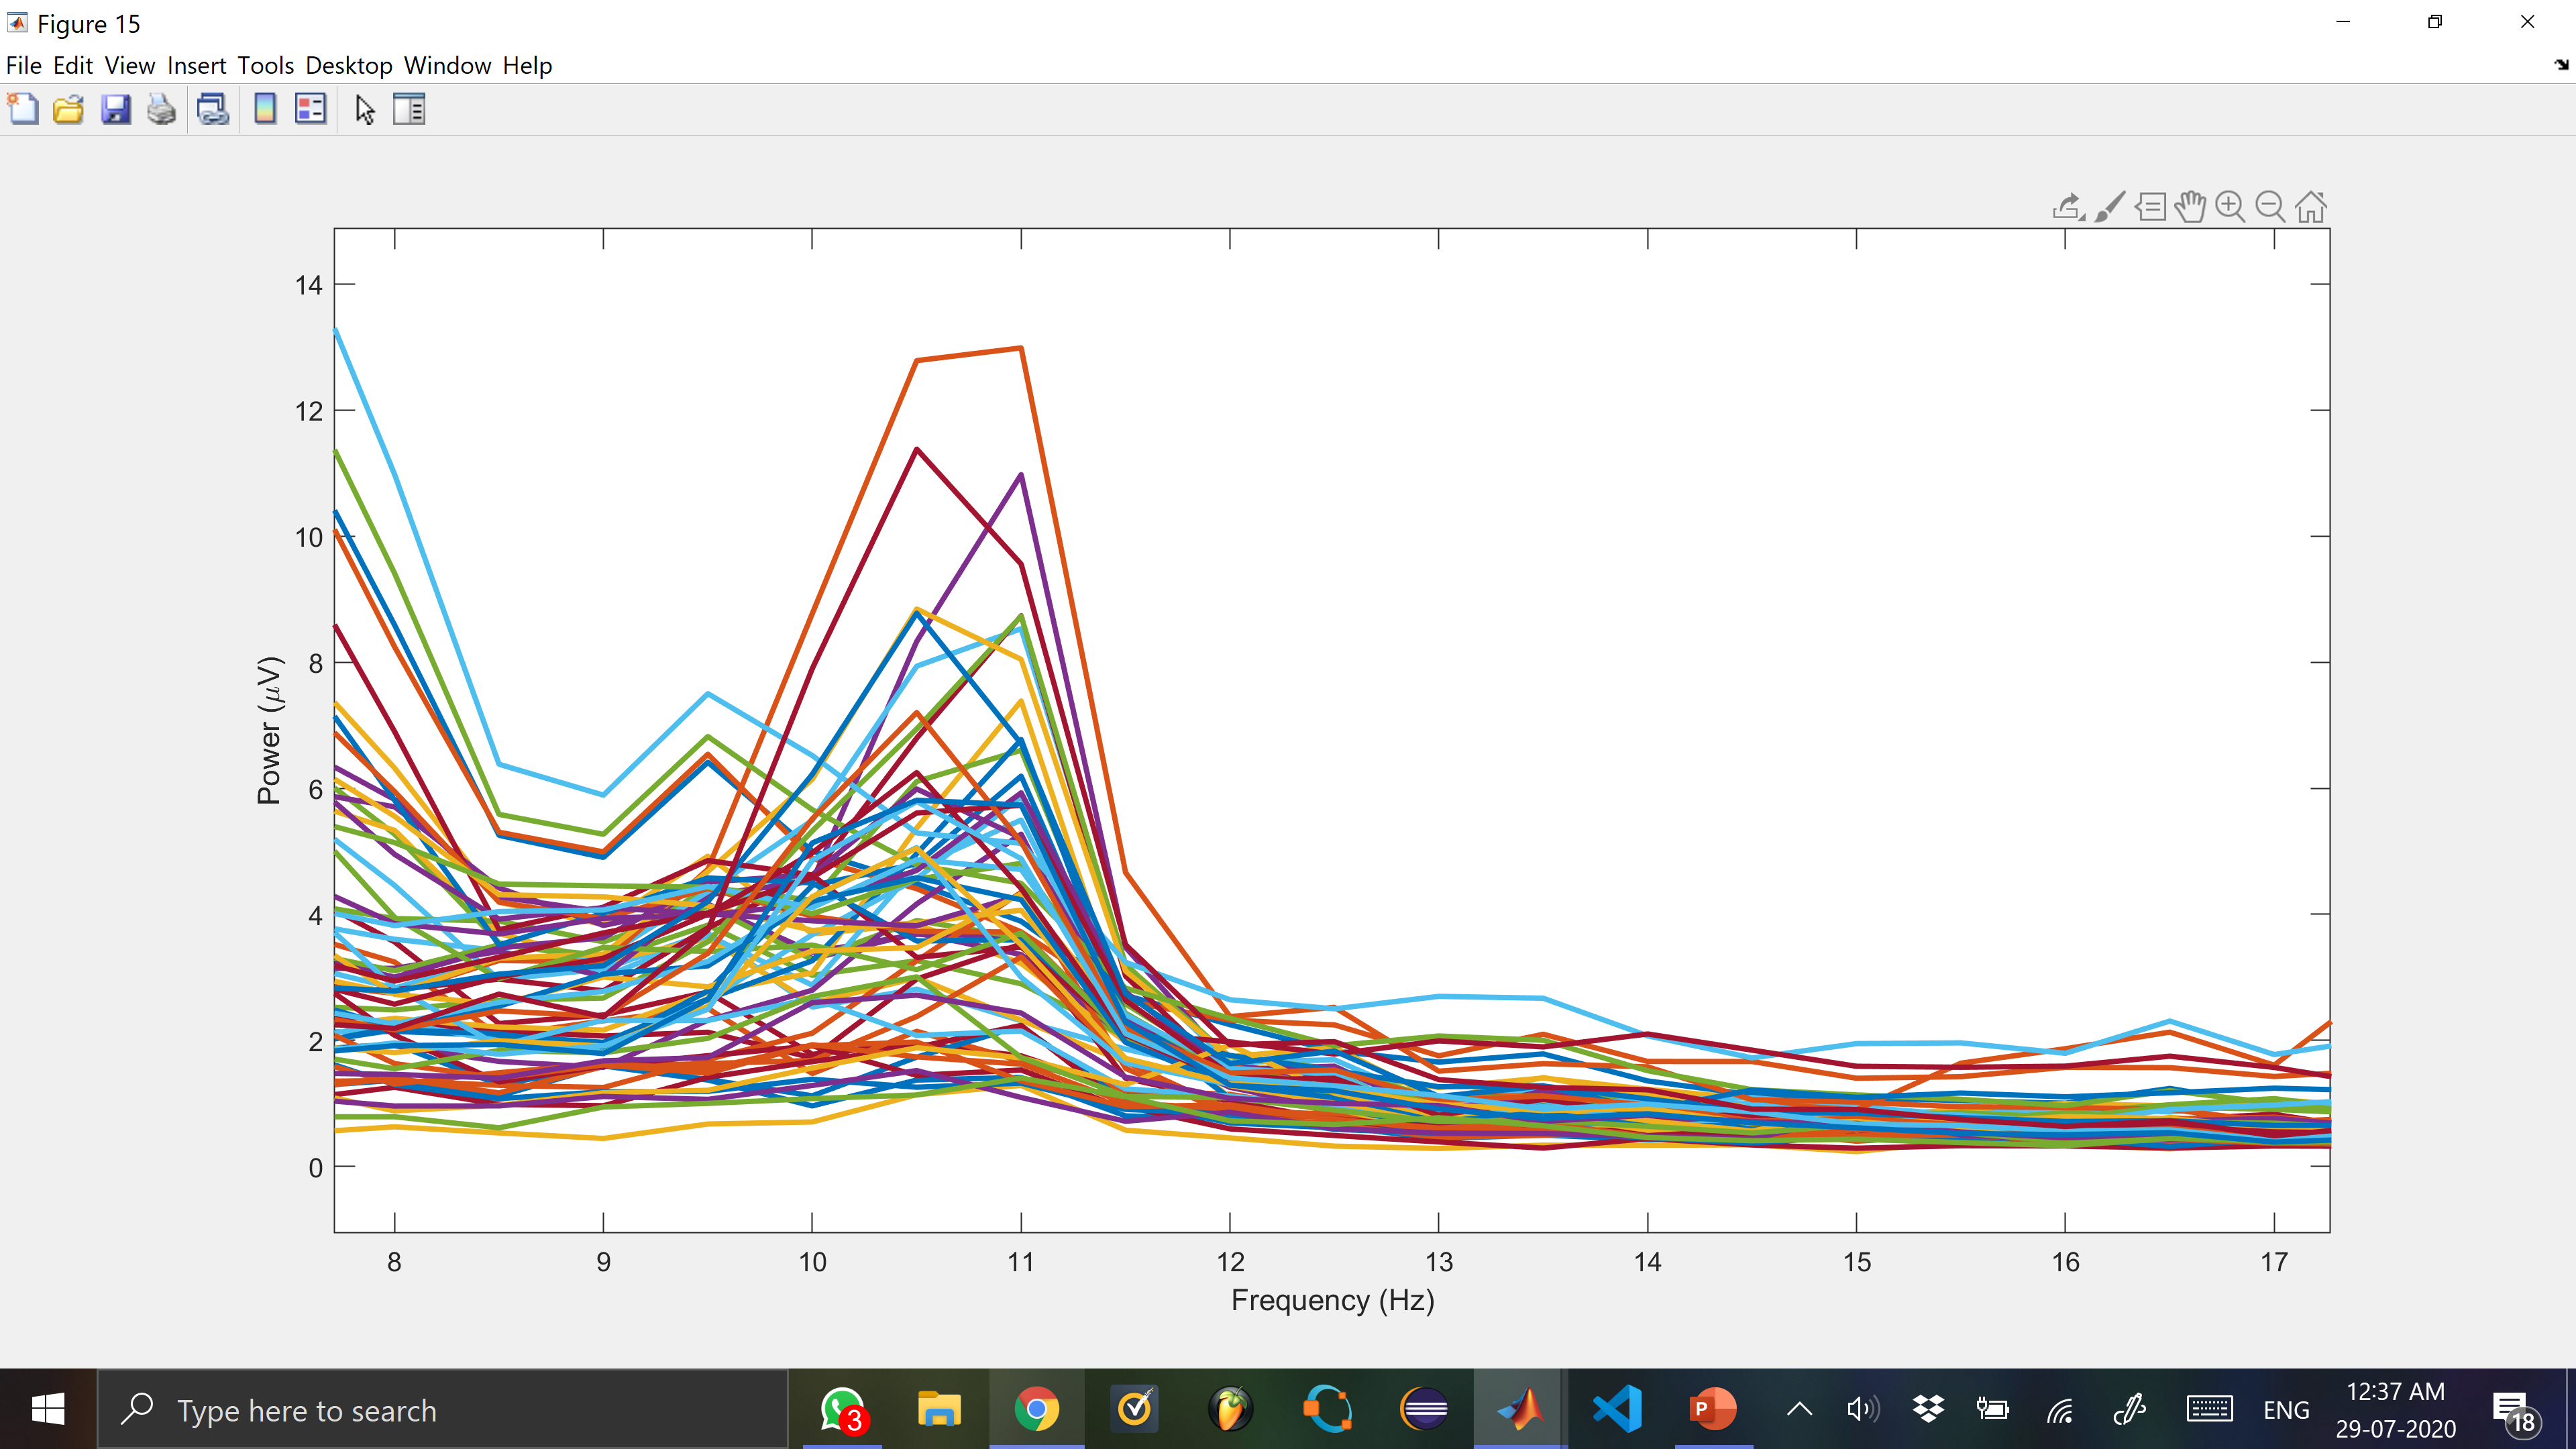 Figure 15
File Edit View Insert Tools Desktop Window Help
14
12
10
8
6
4
2
0
Power (μV)
8 9 10 11 12 13 14 15 16 17
Frequency (Hz)
Type here to search
3
P
ENG
12:37 AM
29-07-2020
18